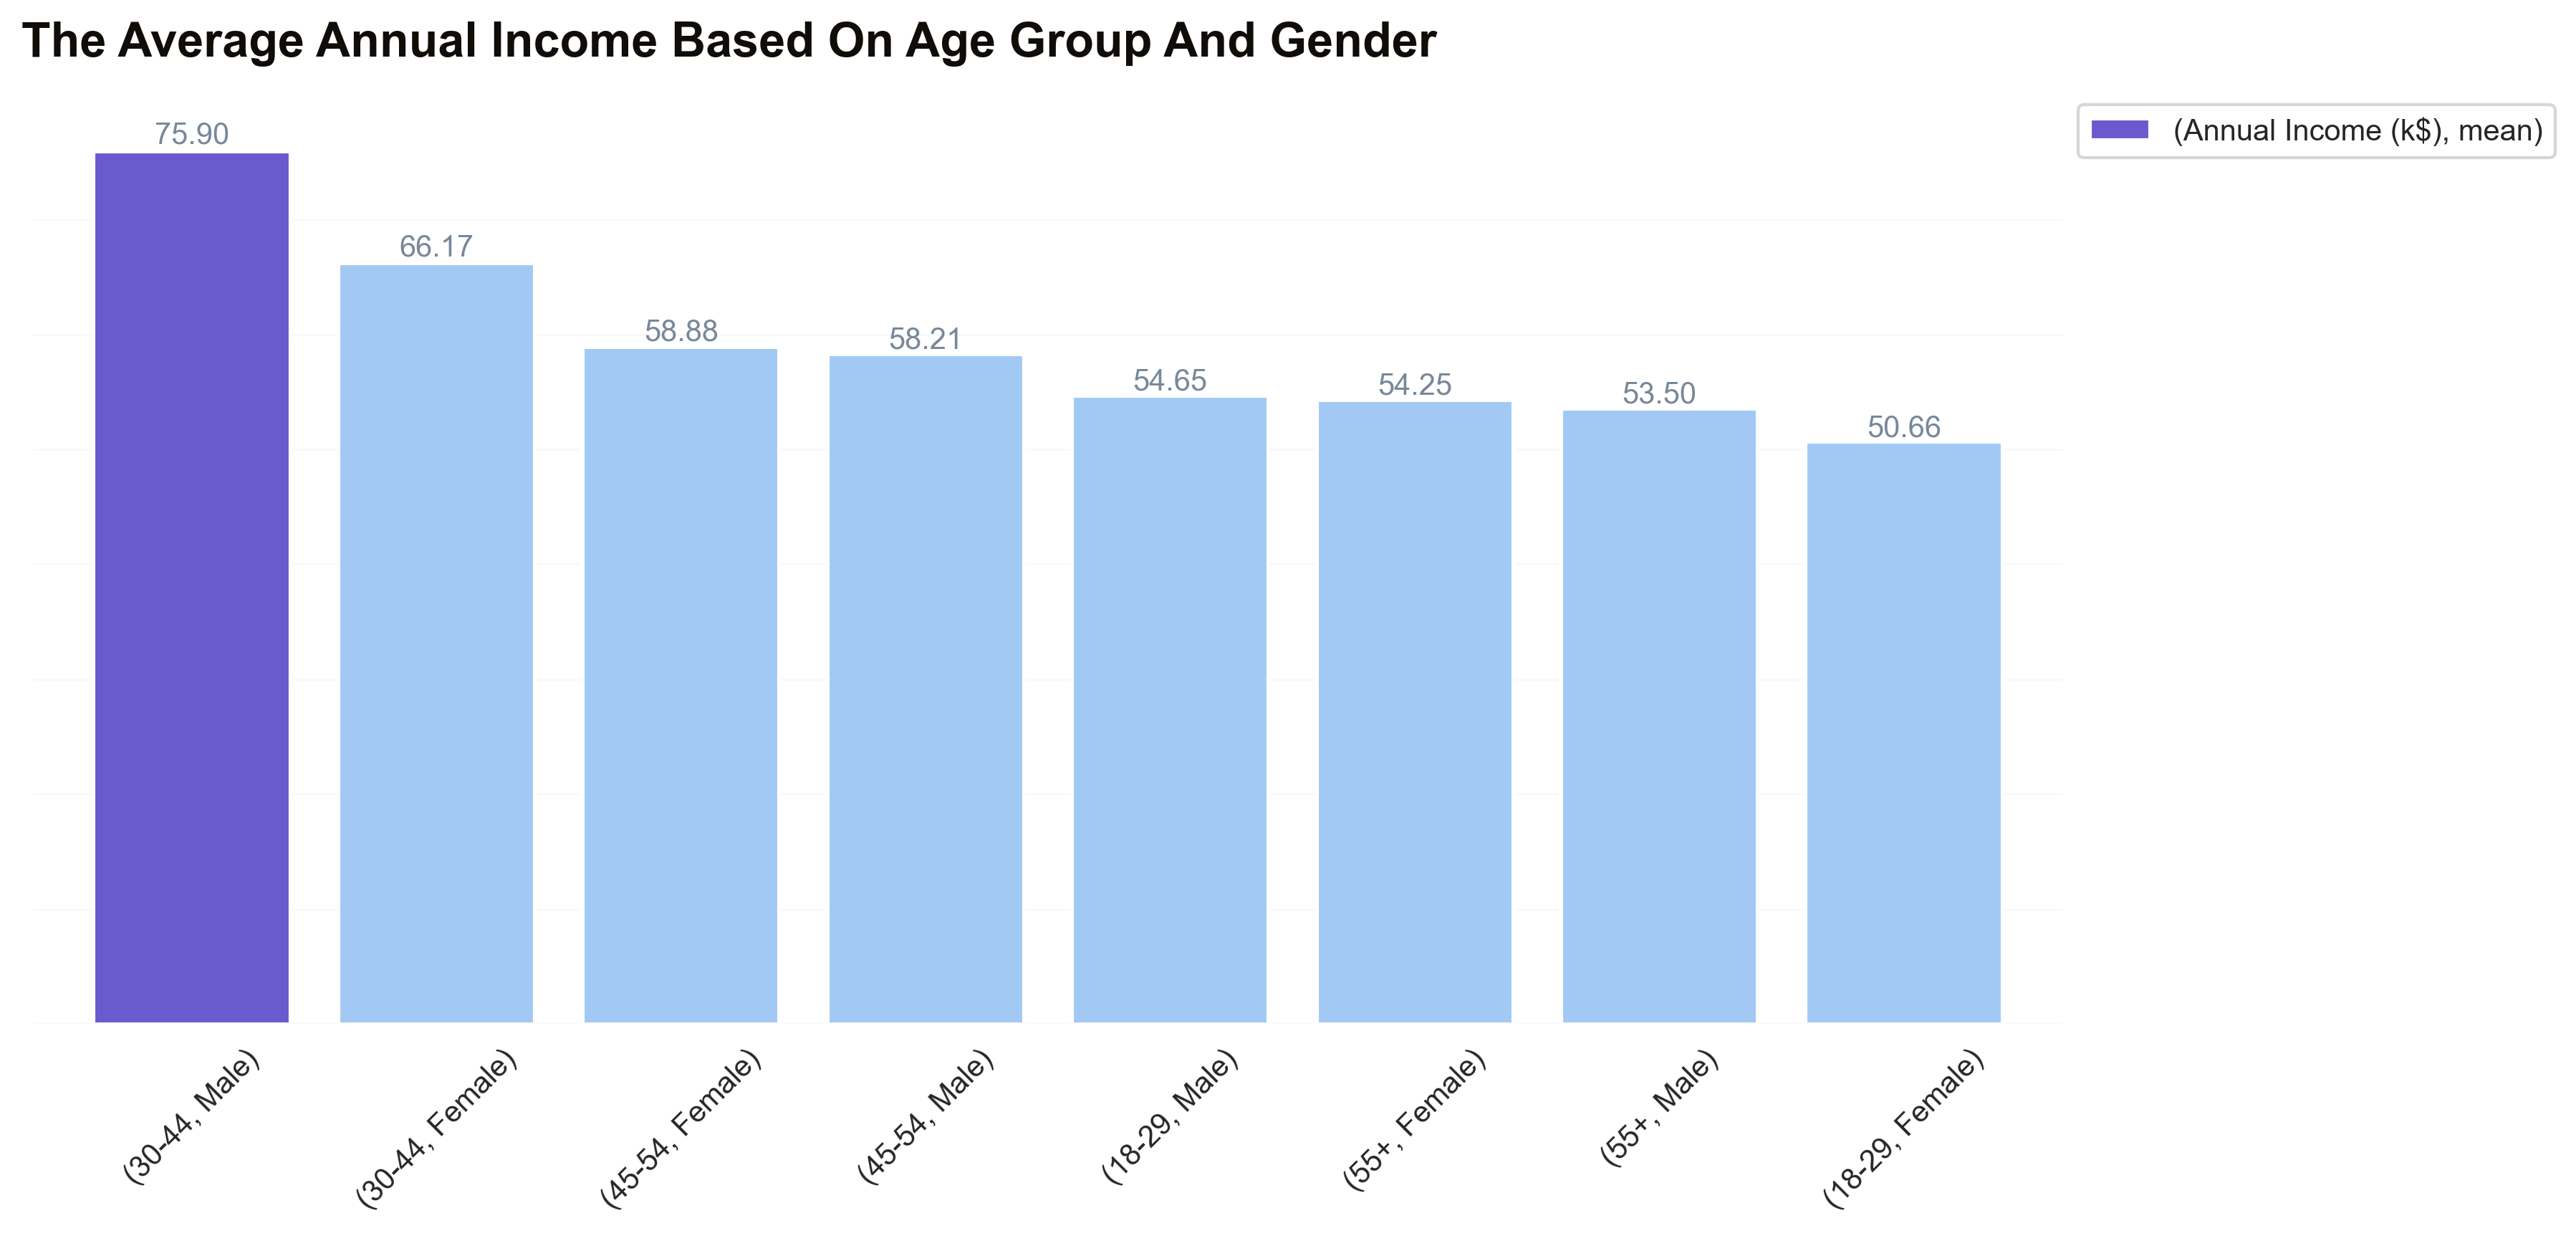 The Average Annual Income Based On Age Group And Gender
(Annual Income (k$), mean)
75.90
66.17
58.88
58.21
54.65
54.25
53.50
50.66
(30-44, Male)
(30-44, Female)
(45-54, Female)
(45-54, Male)
(18-29, Male)
(55+, Female)
(55+, Male)
(18-29, Female)